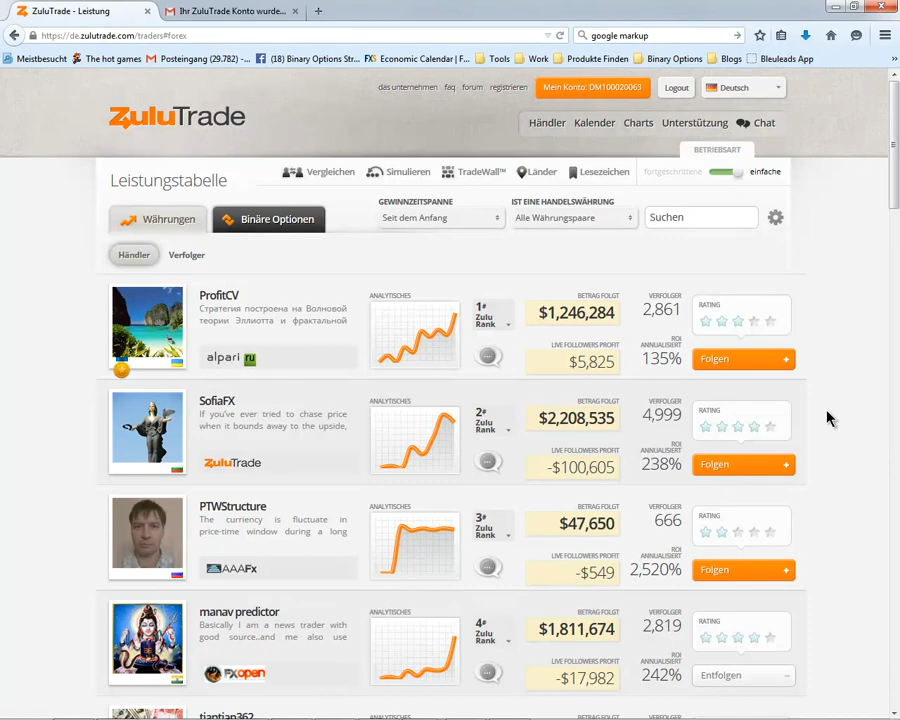 ZuluTrade - Leistung
Ihr ZuluTrade Konto wurde...
https://de.zulutrade.com/traders#forex
google markup
Meistbesucht
The hot games
Posteingang (29.782) -...
(18) Binary Options Str...
Economic Calendar | F...
Tools
Work
Produkte Finden
Binary Options
Blogs
Bleuleads App
das unternehmen faq forum registrieren
Mein Konto: DM100020063
Logout
Deutsch
ZuluTrade
Händler Kalender Charts Unterstützung Chat
BETRIEBSART
Leistungstabelle
Vergleichen Simulieren TradeWall™ Länder Lesezeichen
fortgeschrittene einfache
Währungen
Binäre Optionen
GEWINNZEITSPANNE
Seit dem Anfang
IST EINE HANDELSWÄHRUNG
Alle Währungspaare
Suchen
Händler
Verfolger
ProfitCV
Стратегия построена на Волновой
теории Эллиотта и фрактальной
alpari ru
ANALYTISCHES
1#
Zulu
Rank
BETRAG FOLGT
$1,246,284
LIVE FOLLOWERS PROFIT
$5,825
VERFOLGER
2,861
ROI
ANNUALISIERT
135%
RATING
Folgen +
SofiaFX
If you've ever tried to chase price
when it bounds away to the upside,
ZuluTrade
ANALYTISCHES
2#
Zulu
Rank
BETRAG FOLGT
$2,208,535
LIVE FOLLOWERS PROFIT
-$100,605
VERFOLGER
4,999
ROI
ANNUALISIERT
238%
RATING
Folgen +
PTWStructure
The currency is fluctuate in
price-time window during a long
AAAFx
ANALYTISCHES
3#
Zulu
Rank
BETRAG FOLGT
$47,650
LIVE FOLLOWERS PROFIT
-$549
VERFOLGER
666
ROI
ANNUALISIERT
2,520%
RATING
Folgen +
manav predictor
Basically I am a news trader with
good source..and me also use
FXopen
ANALYTISCHES
4#
Zulu
Rank
BETRAG FOLGT
$1,811,674
LIVE FOLLOWERS PROFIT
-$17,982
VERFOLGER
2,819
ROI
ANNUALISIERT
242%
RATING
Entfolgen −
tiantian362